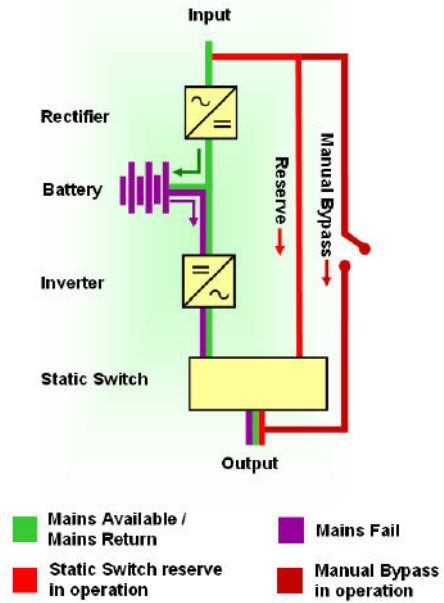 Input
Rectifier
Battery
Reserve
Manual Bypass
Inverter
Static Switch
Output
Mains Available /
Mains Return
Mains Fail
Static Switch reserve
in operation
Manual Bypass
in operation